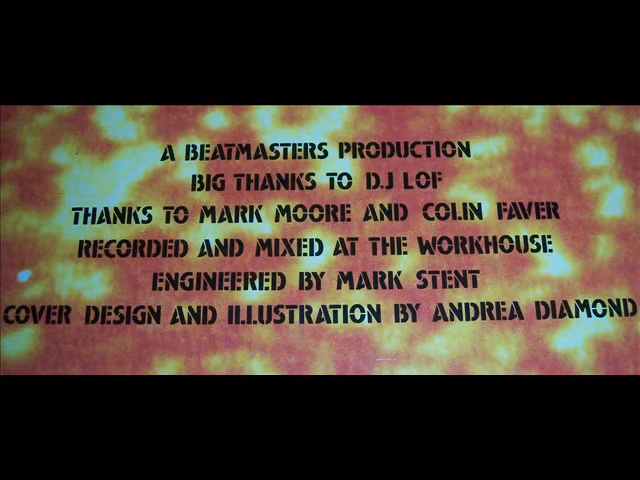 A BEATMASTERS PRODUCTION
BIG THANKS TO D.J LOF
THANKS TO MARK MOORE AND COLIN FAVER
RECORDED AND MIXED AT THE WORKHOUSE
ENGINEERED BY MARK STENT
COVER DESIGN AND ILLUSTRATION BY ANDREA DIAMOND